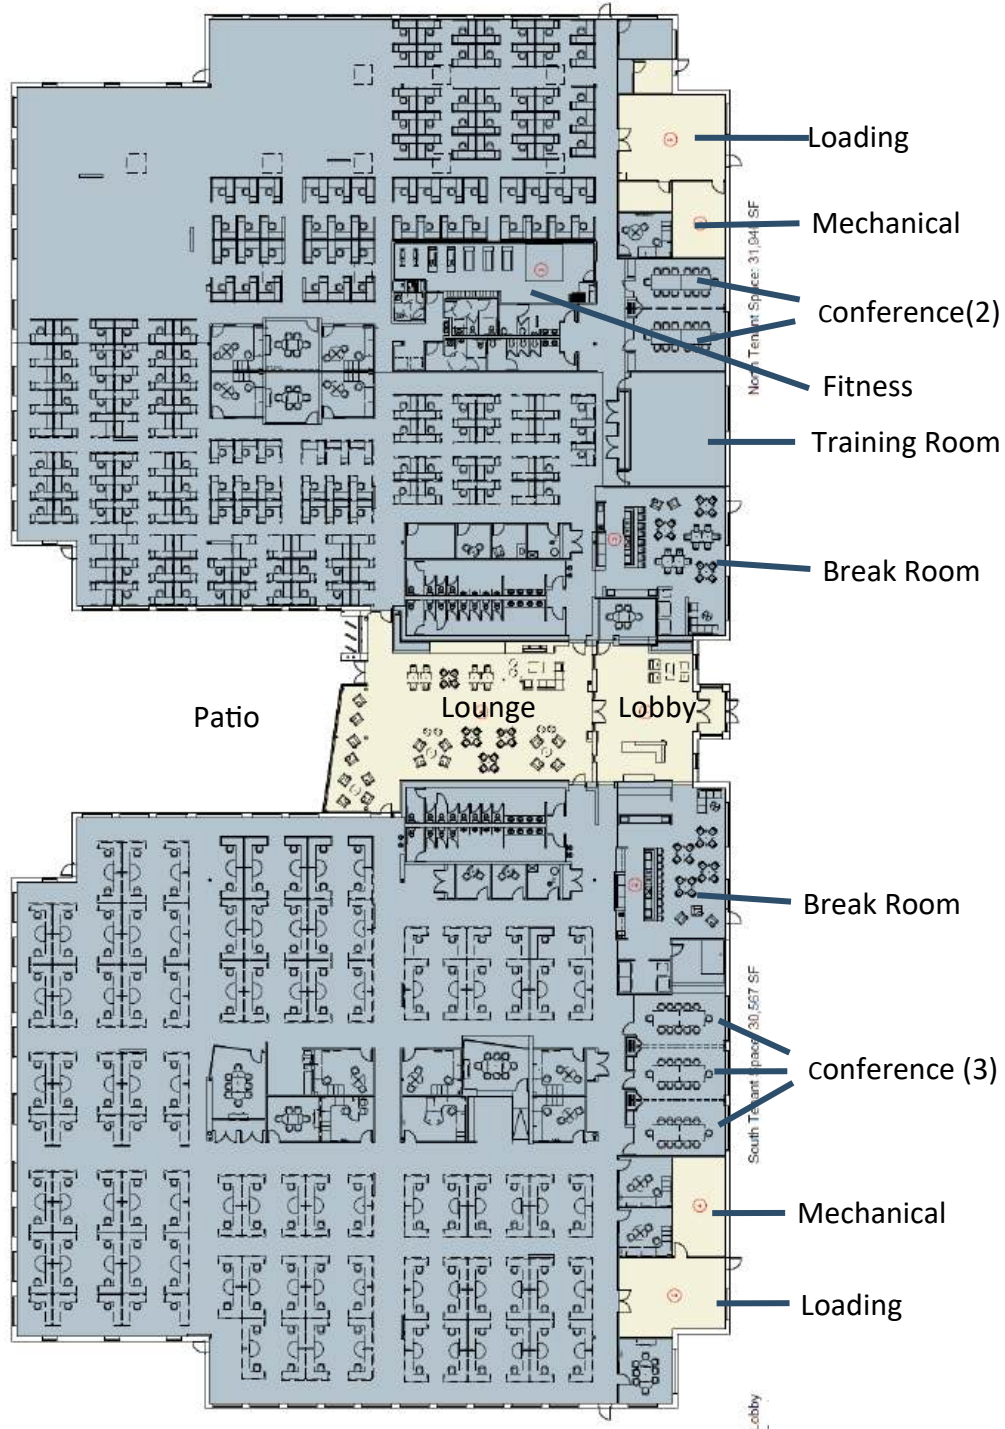 Loading
Mechanical
North Tenant Space: 31,946 SF
Conference(2)
Fitness
Training Room
Break Room
Patio
Lounge
Lobby
Break Room
South Tenant Space: 30,567 SF
Conference (3)
Mechanical
Loading
Lobby